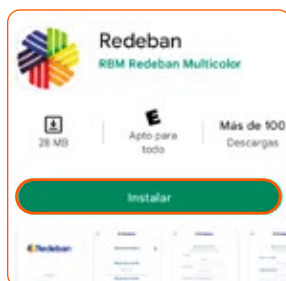 Redeban
RBM Redeban Multicolor
E
28 MB
Apto para
todo
Más de 100
Descargas
Instalar
Redeban